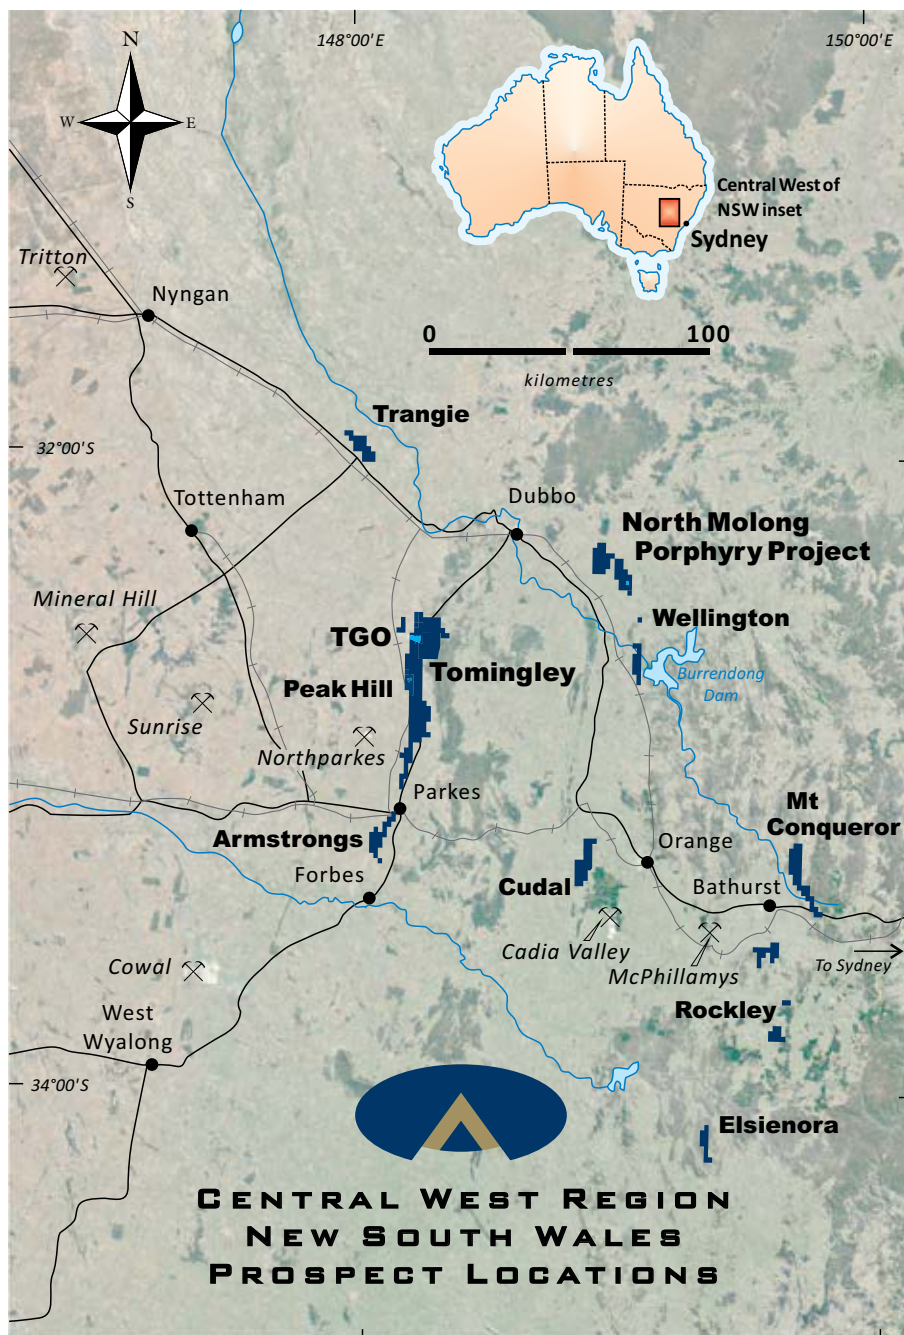 148°00'E
150°00'E
N
W
E
S
Central West of
NSW inset
Sydney
Tritton
Nyngan
0
100
kilometres
Trangie
32°00'S
Tottenham
Dubbo
North Molong
Porphyry Project
Mineral Hill
Wellington
TGO
Tomingley
Peak Hill
Burrendong
Dam
Sunrise
Northparkes
Parkes
Mt
Conqueror
Armstrongs
Orange
Forbes
Cudal
Bathurst
Cadia Valley
McPhillamys
To Sydney
Cowal
Rockley
West
Wyalong
34°00'S
Elsienora
Central West Region
New South Wales
Prospect Locations